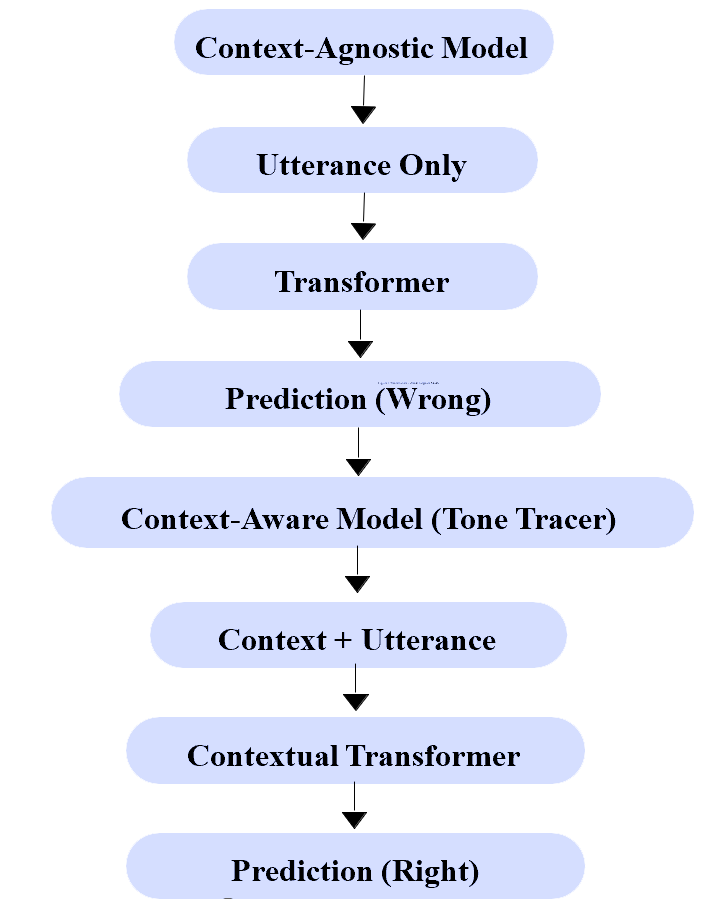 Context-Agnostic Model
Utterance Only
Transformer
Prediction (Wrong)
Context-Aware Model (Tone Tracer)
Context + Utterance
Contextual Transformer
Prediction (Right)